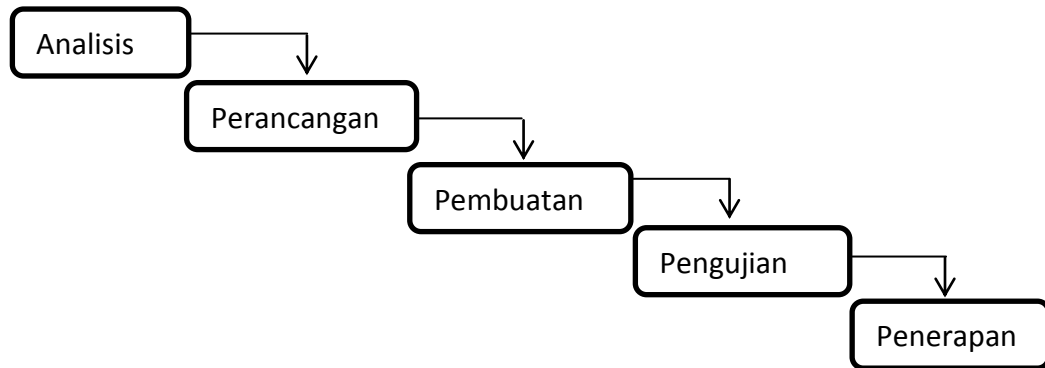 Analisis
Perancangan
Pembuatan
Pengujian
Penerapan